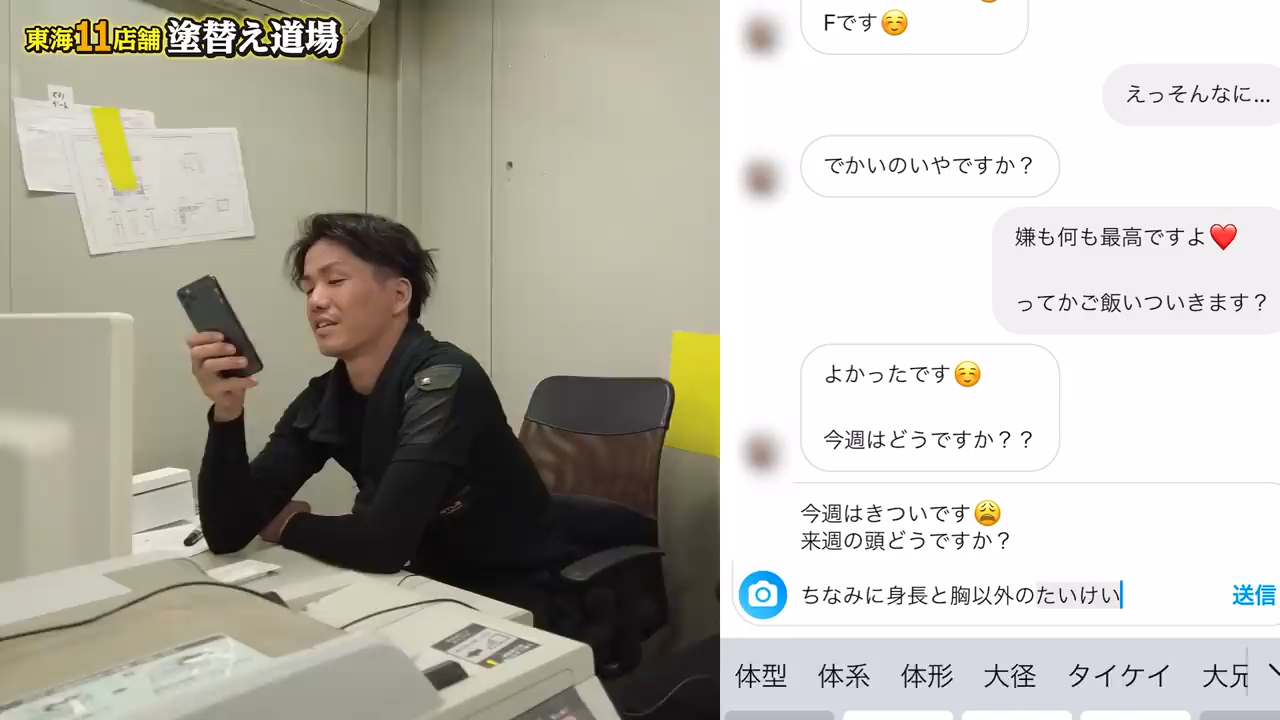 東海11店舗 塗替え道場
Fです☺️
えっそんなに...
でかいのいやですか？
嫌も何も最高ですよ❤️
ってかご飯いついきます？
よかったです☺️
今週はどうですか？？
今週はきついです😩
来週の頭どうですか？
ちなみに身長と胸以外のたいけい
送信
体型 体系 体形 大径 タイケイ 大兄